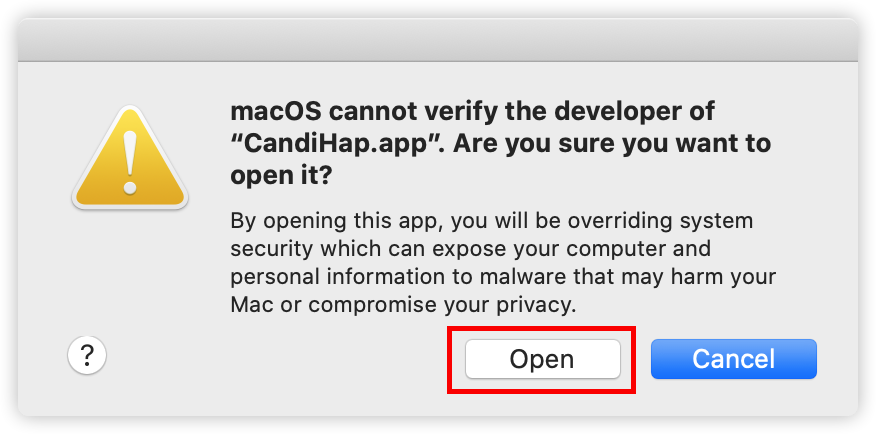 macOS cannot verify the developer of
“CandiHap.app”. Are you sure you want to
open it?
By opening this app, you will be overriding system
security which can expose your computer and
personal information to malware that may harm your
Mac or compromise your privacy.
?
Open
Cancel